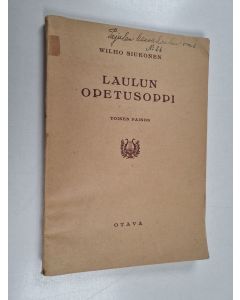 WILHO SIUKONEN
LAULUN
OPETUSOPPI
TOINEN PAINOS
OTAVA